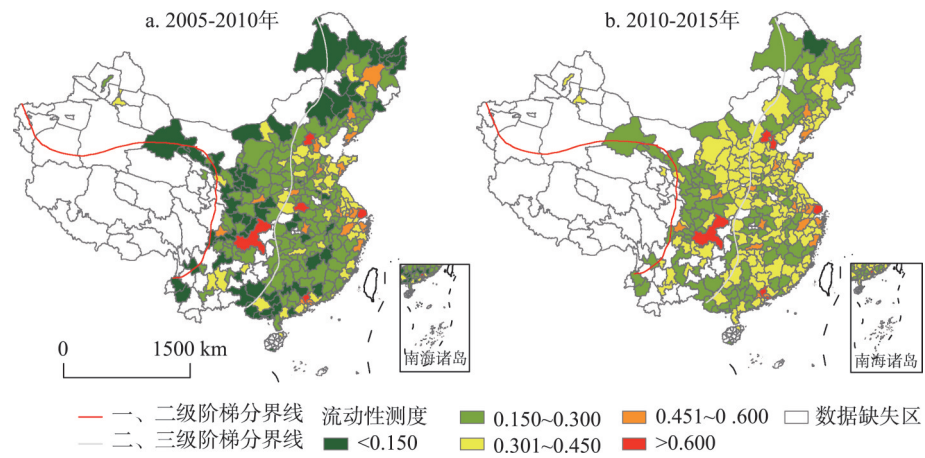 a. 2005-2010年
b. 2010-2015年
0 1500 km
南海诸岛
南海诸岛
一、二级阶梯分界线
二、三级阶梯分界线
流动性测度
<0.150
0.150~0.300
0.301~0.450
0.451~0 .600
>0.600
数据缺失区